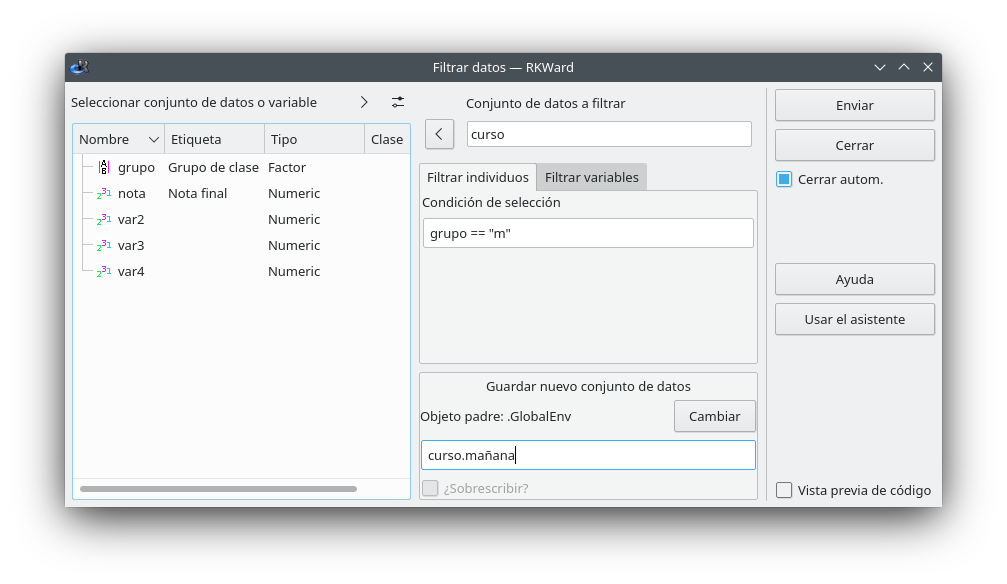 Filtrar datos — RKWard
Seleccionar conjunto de datos o variable
Nombre Etiqueta Tipo Clase
grupo Grupo de clase Factor
nota Nota final Numeric
var2 Numeric
var3 Numeric
var4 Numeric
Conjunto de datos a filtrar
curso
Filtrar individuos Filtrar variables
Condición de selección
grupo == "m"
Guardar nuevo conjunto de datos
Objeto padre: .GlobalEnv Cambiar
curso.mañana
¿Sobrescribir?
Enviar
Cerrar
Cerrar autom.
Ayuda
Usar el asistente
Vista previa de código